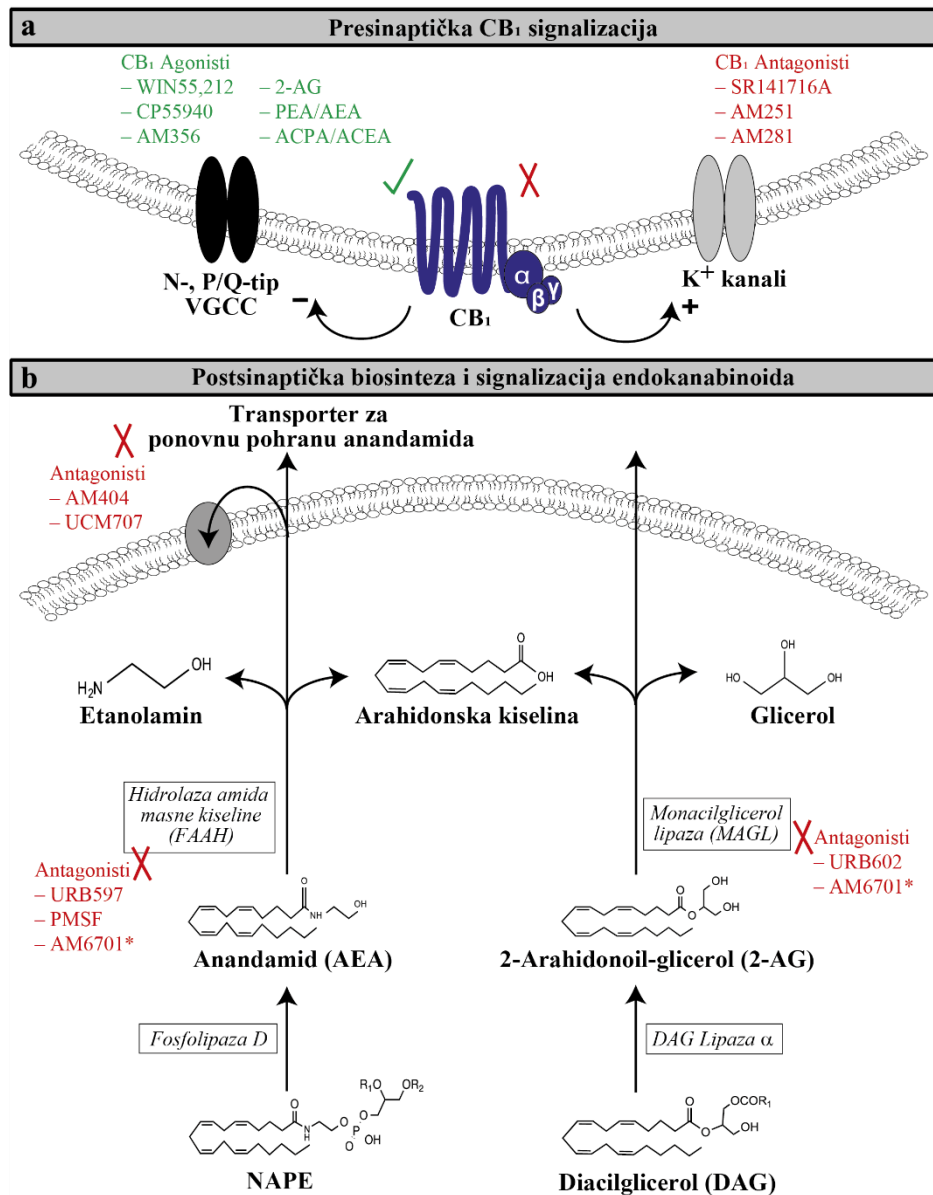 a
Presinaptička CB₁ signalizacija
CB₁ Agonisti
– WIN55,212
– CP55940
– AM356
– 2-AG
– PEA/AEA
– ACPA/ACEA
CB₁ Antagonisti
– SR141716A
– AM251
– AM281
N-, P/Q-tip
VGCC
–
α
β
γ
CB₁
K⁺ kanali
+
b
Postsinaptička biosinteza i signalizacija endokanabinoida
Transporter za
ponovnu pohranu anandamida
Antagonisti
– AM404
– UCM707
H₂N
OH
Etanolamin
O
OH
Arahidonska kiselina
OH
HO
OH
Glicerol
Hidrolaza amida
masne kiseline
(FAAH)
Antagonisti
– URB597
– PMSF
– AM6701*
Monacilglicerol
lipaza (MAGL)
Antagonisti
– URB602
– AM6701*
O
NH
OH
Anandamid (AEA)
O
O
OH
OH
2-Arahidonoil-glicerol (2-AG)
Fosfolipaza D
DAG Lipaza α
O
N
H
O
P
O
OH
O
R₁O
OR₂
NAPE
O
O
OCOR₁
OH
Diacilglicerol (DAG)